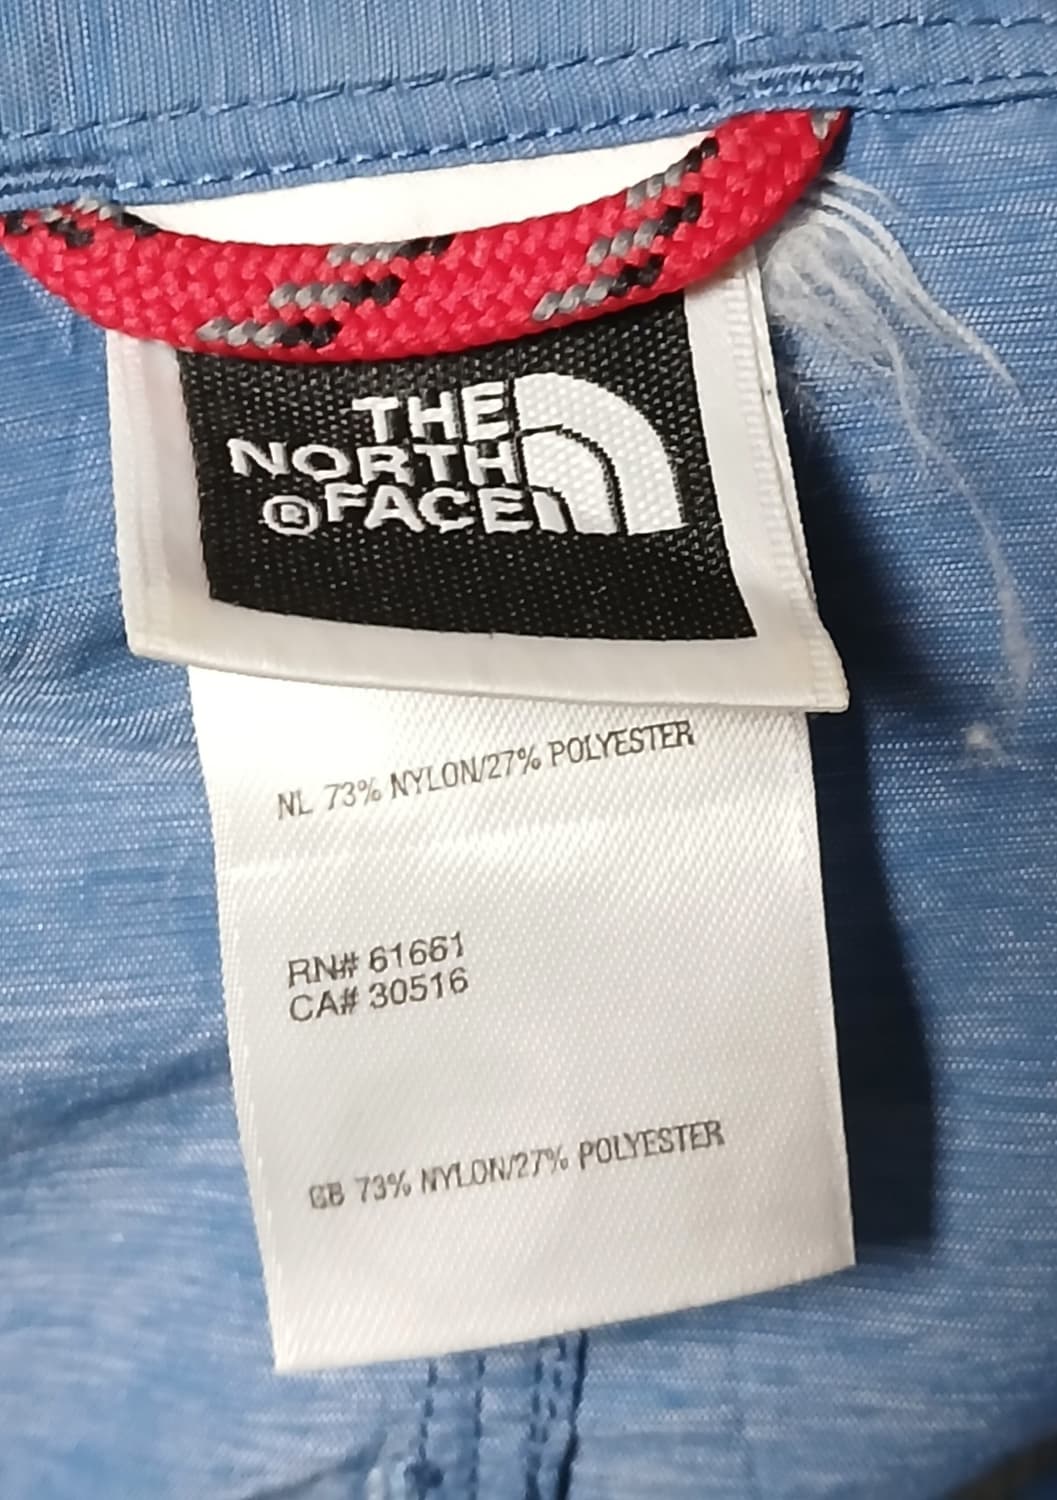 THE
NORTH
® FACE
NL 73% NYLON/27% POLYESTER
RN# 61661
CA# 30516
GB 73% NYLON/27% POLYESTER